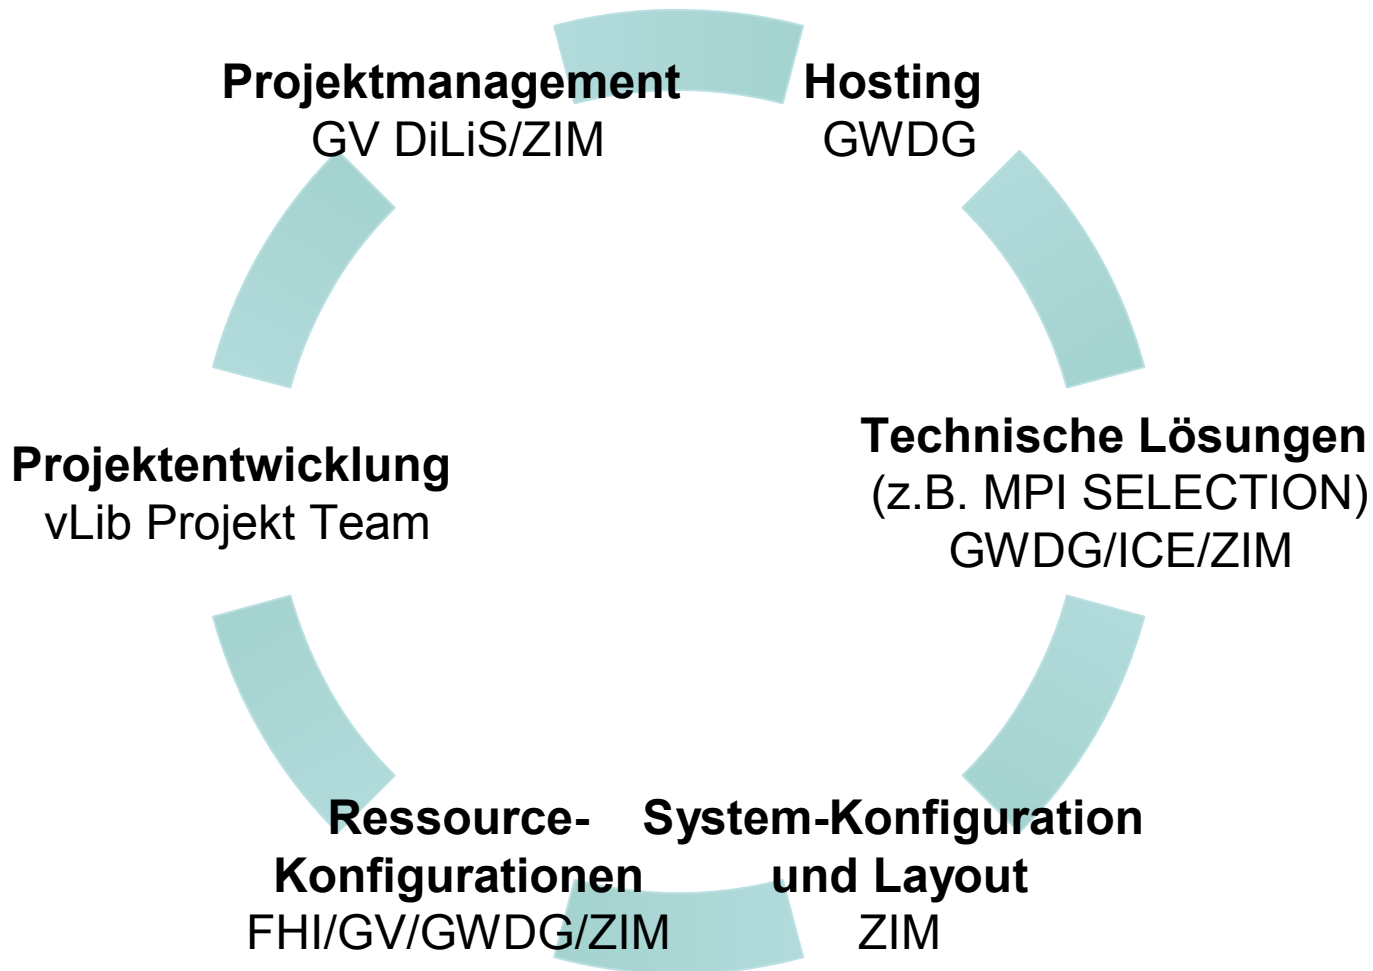 Projektmanagement
GV DiLiS/ZIM
Hosting
GWDG
Technische Lösungen
(z.B. MPI SELECTION)
GWDG/ICE/ZIM
System-Konfiguration
und Layout
ZIM
Ressource-
Konfigurationen
FHI/GV/GWDG/ZIM
Projektentwicklung
vLib Projekt Team